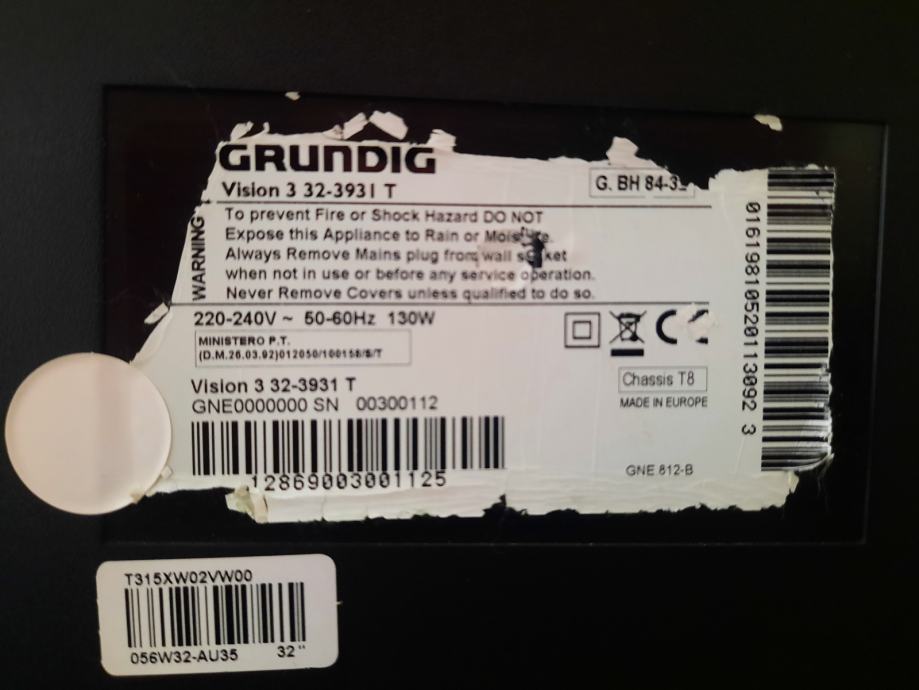 GRUNDIG
Vision 3 32-3931 T
G. BH 84-3
WARNING
To prevent Fire or Shock Hazard DO NOT
Expose this Appliance to Rain or
Always Remove Mains plug from wall
when not in use or before any service operation.
Never Remove Covers unless qualified to do so.
220-240V ~ 50-60Hz 130W
MINISTERO P.T.
(D.M.26.03.92)012050/100158/S/T
CE
Vision 3 32-3931 T
GNE0000000 SN 00300112
Chassis T8
MADE IN EUROPE
12869003001125
GNE 812-B
01619810520113092 3
T315XW02VW00
056W32-AU35 32"